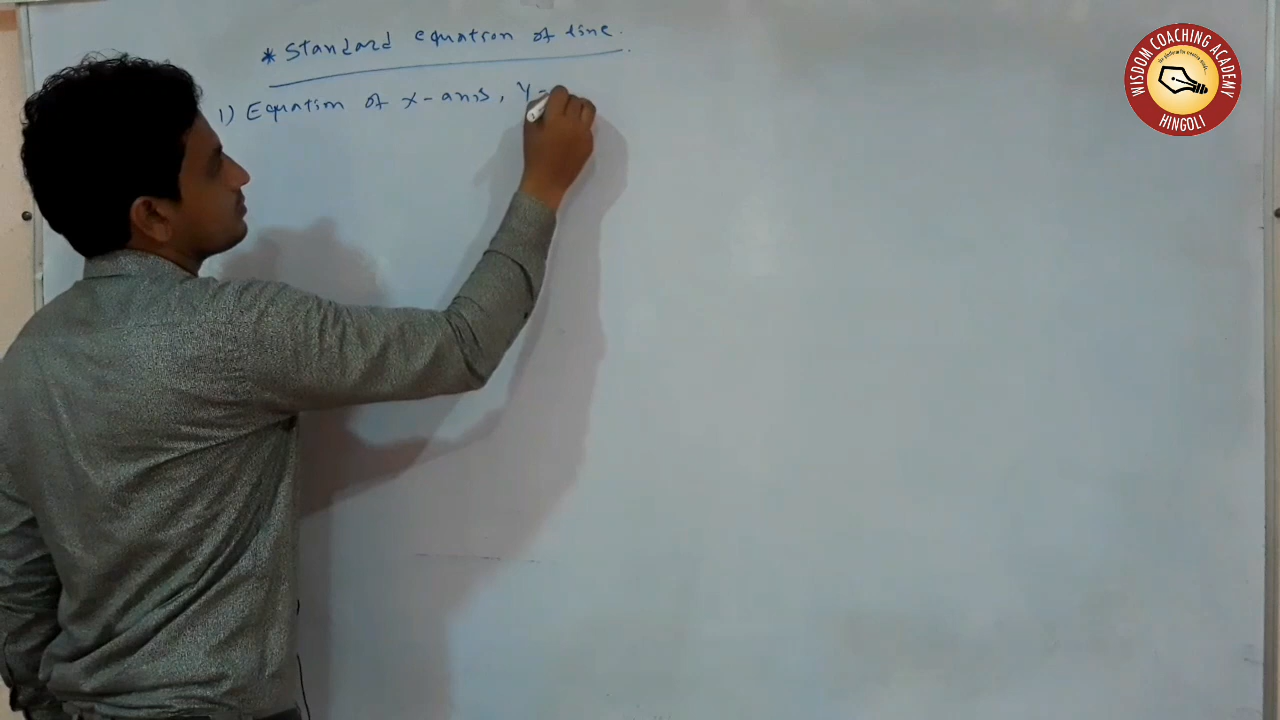 * Standard equation of line.
1) Equation of x-axis, y=
WISDOM COACHING ACADEMY
HINGOLI